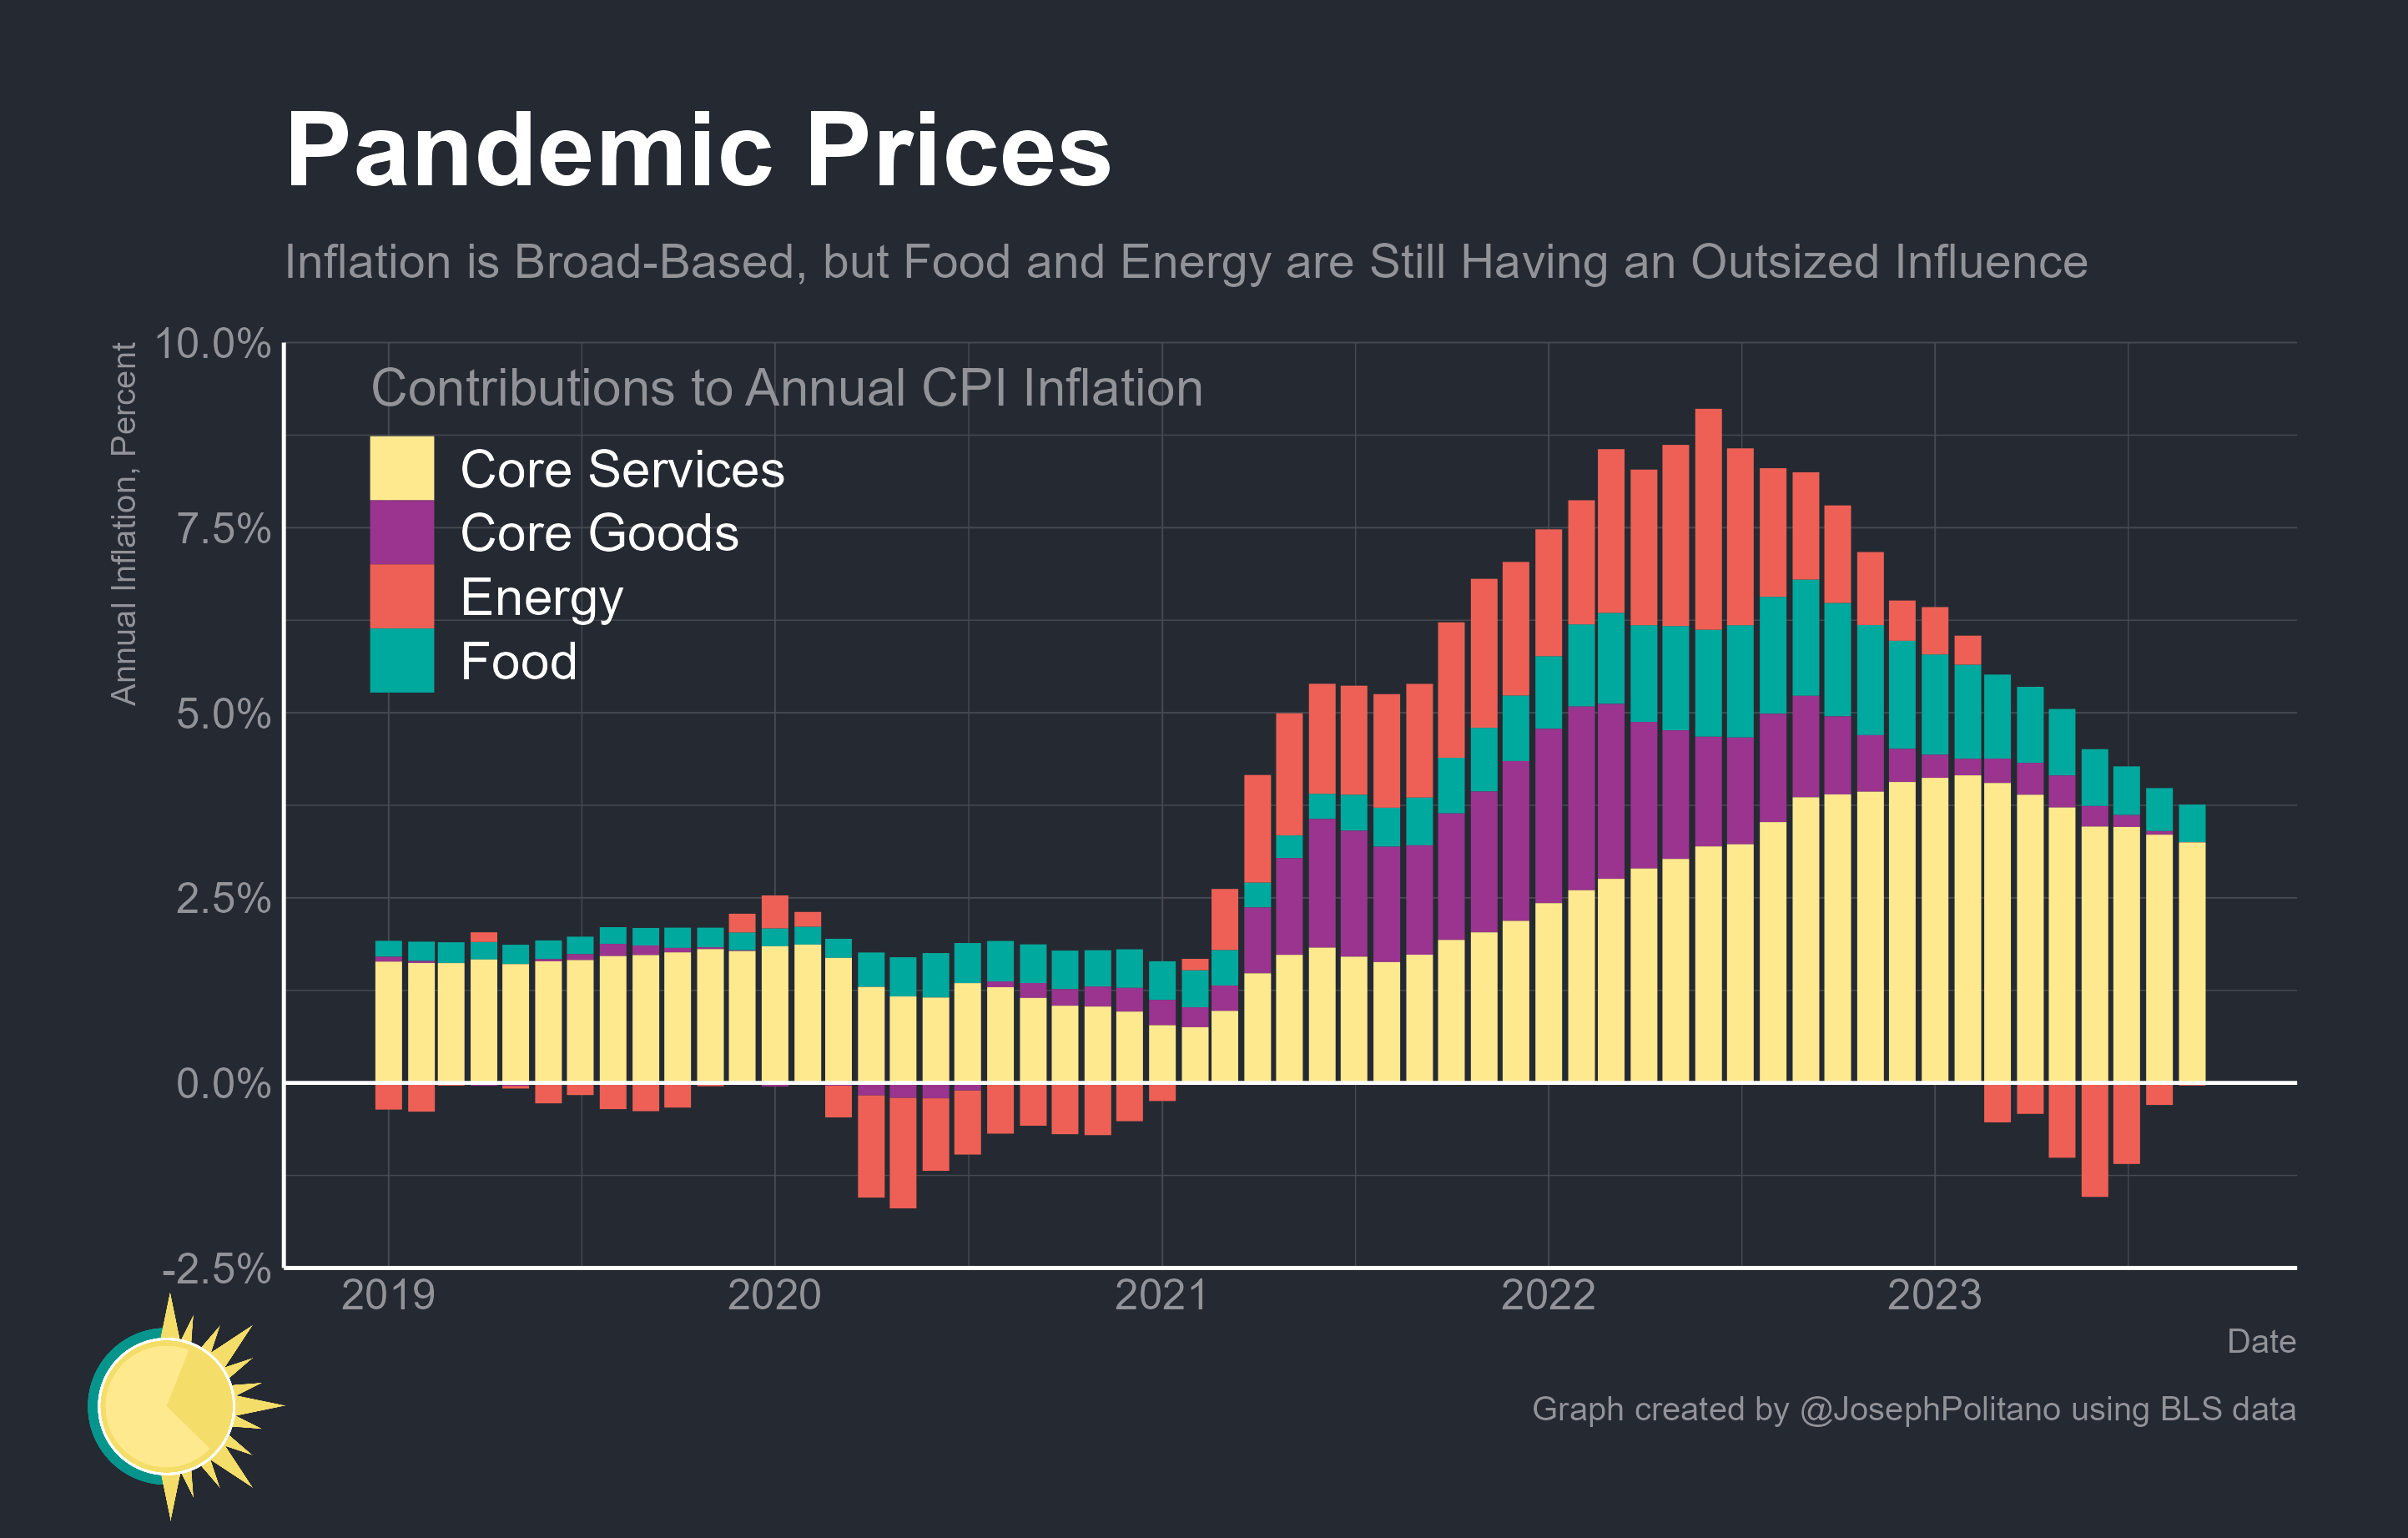 Pandemic Prices
Inflation is Broad-Based, but Food and Energy are Still Having an Outsized Influence
Annual Inflation, Percent
10.0%
7.5%
5.0%
2.5%
0.0%
-2.5%
Contributions to Annual CPI Inflation
Core Services
Core Goods
Energy
Food
2019
2020
2021
2022
2023
Date
Graph created by @JosephPolitano using BLS data